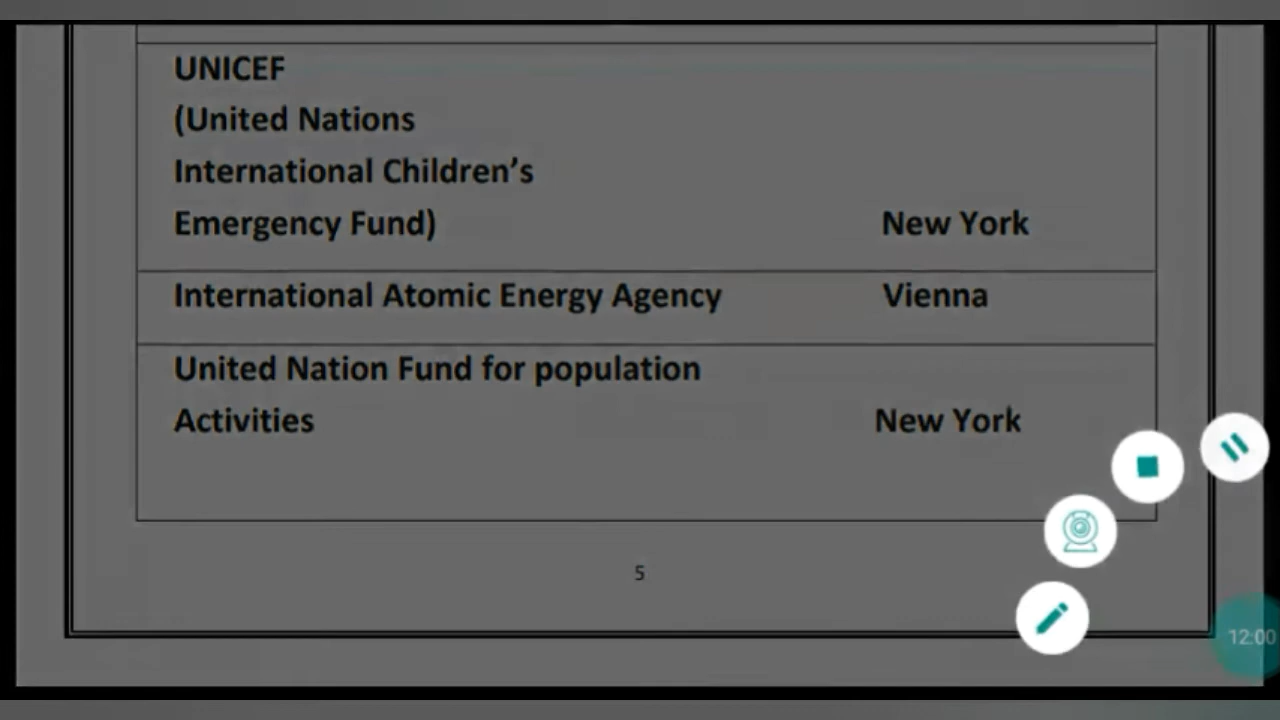 UNICEF
(United Nations
International Children’s
Emergency Fund)
New York
International Atomic Energy Agency Vienna
United Nation Fund for population
Activities
New York
5
12:00